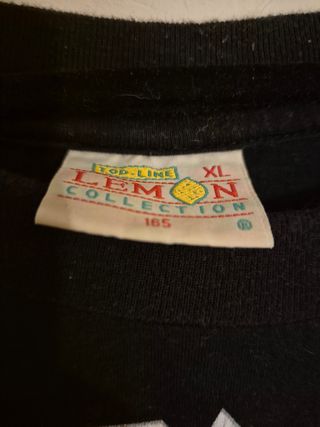 TOP-LINE XL
LEMON
COLLECTION
165 ®